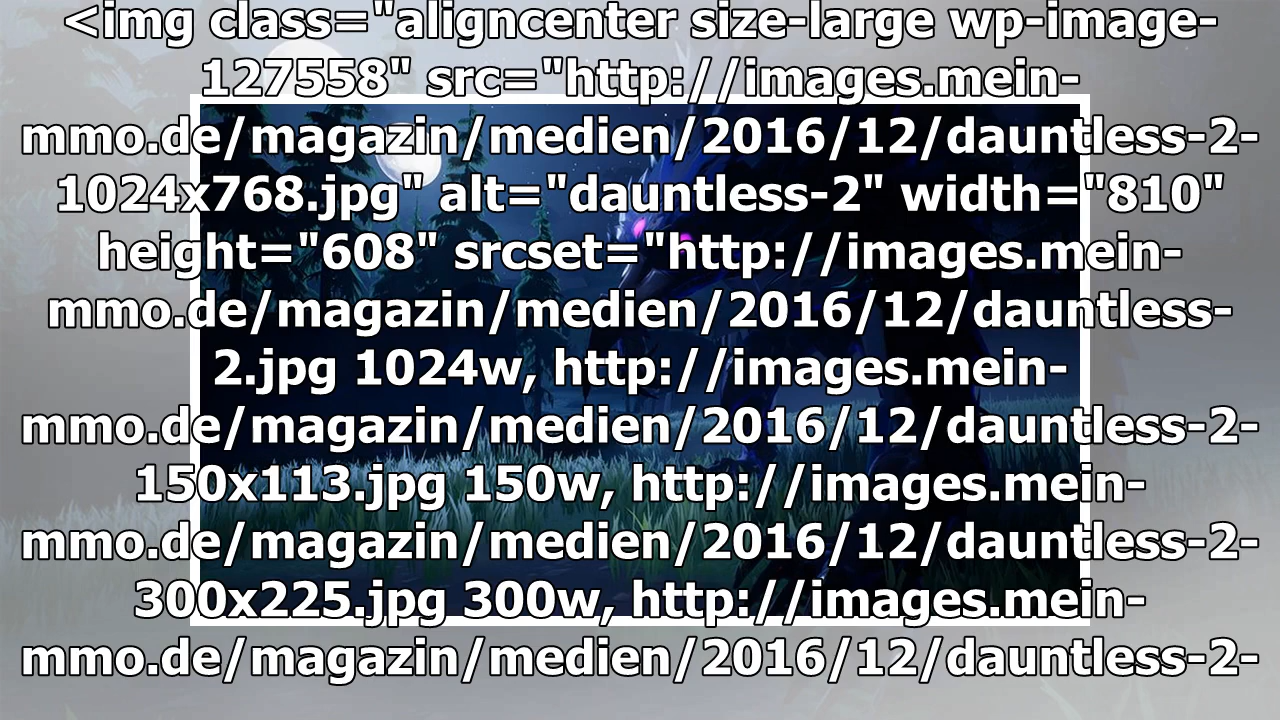 <img class="aligncenter size-large wp-image-
127558" src="http://images.mein-
mmo.de/magazin/medien/2016/12/dauntless-2-
1024x768.jpg" alt="dauntless-2" width="810"
height="608" srcset="http://images.mein-
mmo.de/magazin/medien/2016/12/dauntless-
2.jpg 1024w, http://images.mein-
mmo.de/magazin/medien/2016/12/dauntless-2-
150x113.jpg 150w, http://images.mein-
mmo.de/magazin/medien/2016/12/dauntless-2-
300x225.jpg 300w, http://images.mein-
mmo.de/magazin/medien/2016/12/dauntless-2-